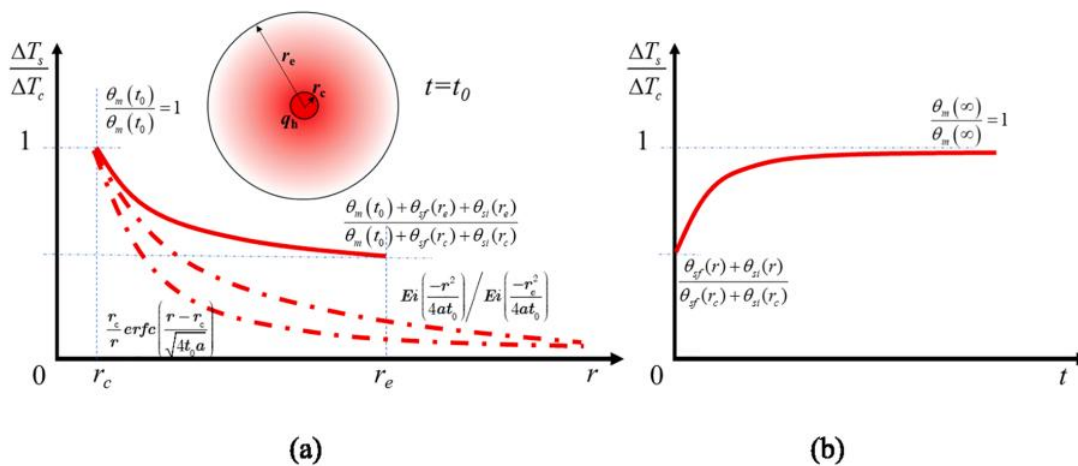 ΔT_s/ΔT_c
1
0
θ_m(t_0)/θ_m(t_0)=1
r_e
r_c
q_h
t=t_0
θ_m(t_0)+θ_sf(r_e)+θ_si(r_e)/θ_m(t_0)+θ_sf(r_c)+θ_si(r_c)
Ei(-r²/4at_0)/Ei(-r_c²/4at_0)
r_c/r erfc(r-r_c/√4t_0a)
r_c
r_e
r
(a)
ΔT_s/ΔT_c
1
0
θ_m(∞)/θ_m(∞)=1
θ_sf(r)+θ_si(r)/θ_sf(r_c)+θ_si(r_c)
t
(b)